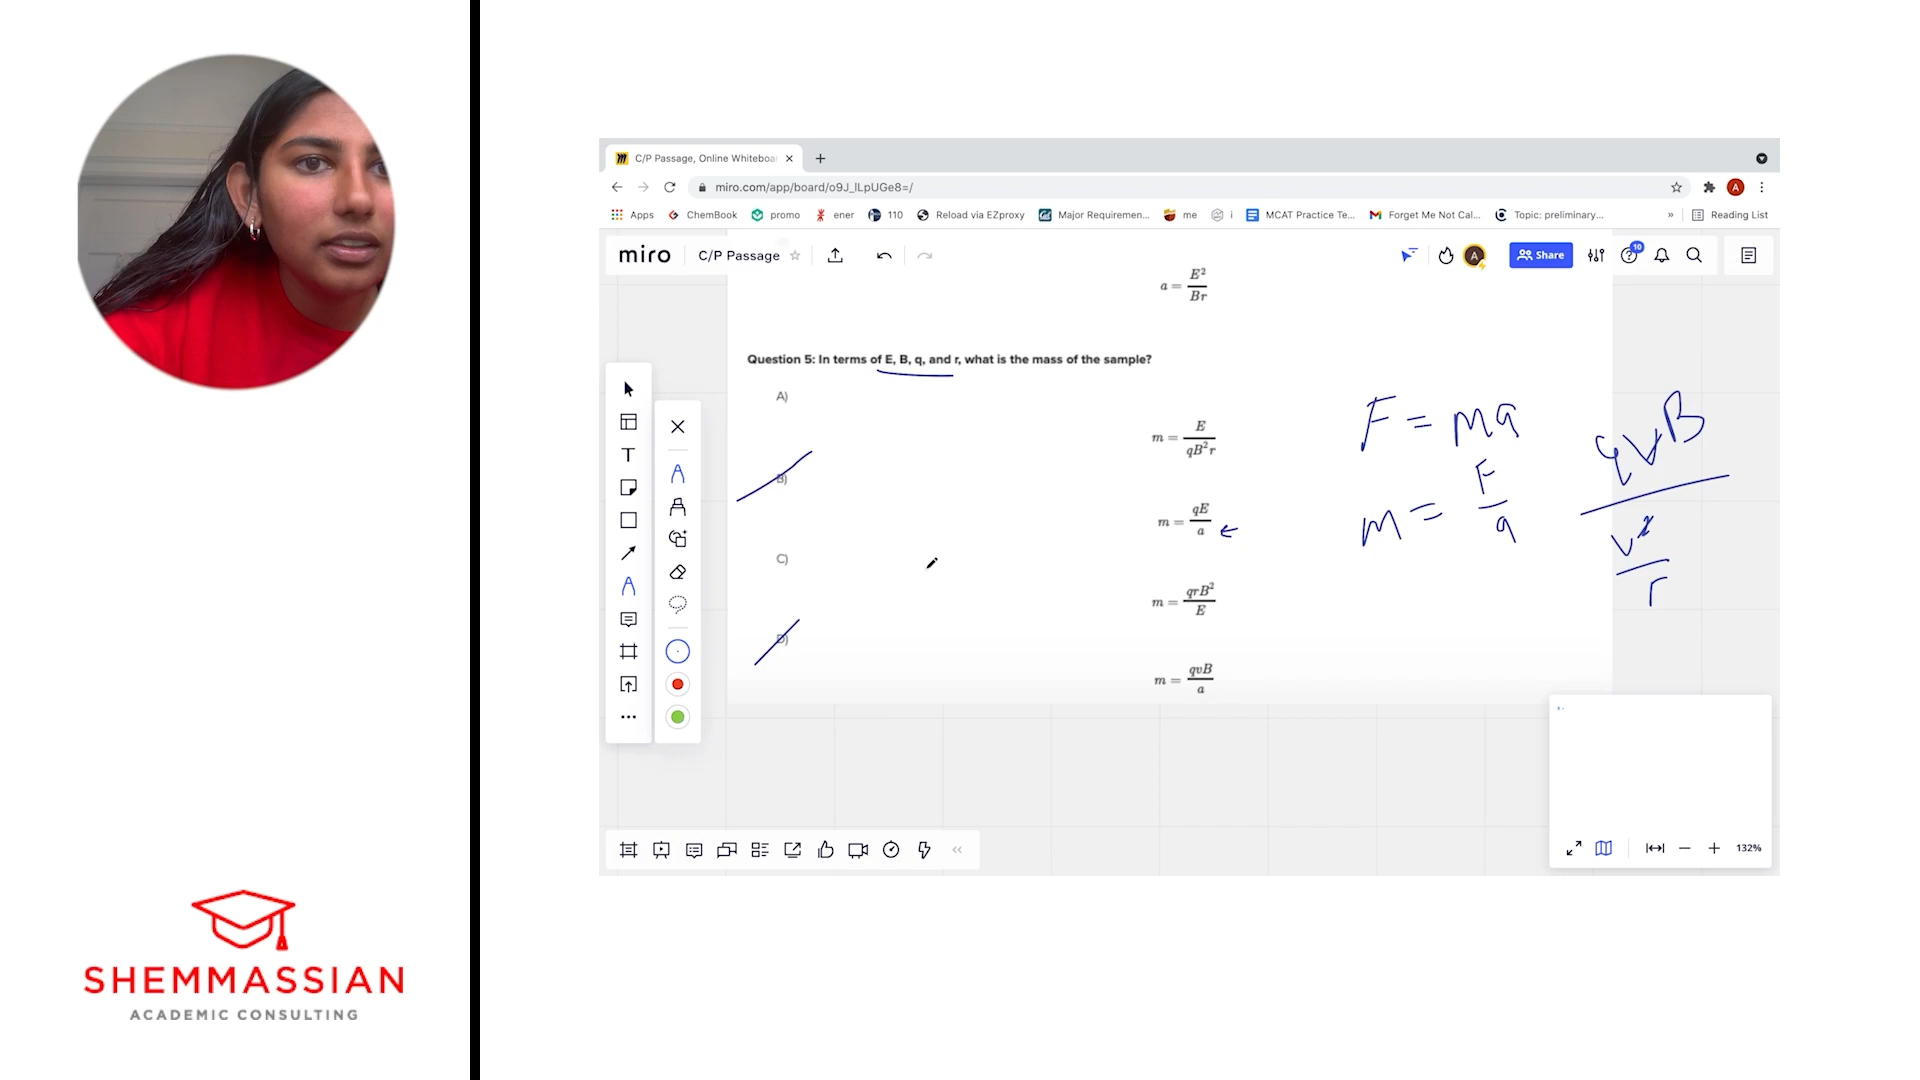 C/P Passage, Online Whiteboa
miro.com/app/board/o9J_lLpUGe8=/
Apps ChemBook promo ener 110 Reload via EZproxy Major Requiremen... me i MCAT Practice Te... Forget Me Not Cal... Topic: preliminary... » Reading List
miro C/P Passage A Share 10
a = E²/Br
Question 5: In terms of E, B, q, and r, what is the mass of the sample?
A)
m = E/qB²r
F = ma
B)
m = qE/a
m = F/a
qvB
v²/r
C)
m = qrB²/E
D)
m = qvB/a
132%
SHEMMASSIAN
ACADEMIC CONSULTING